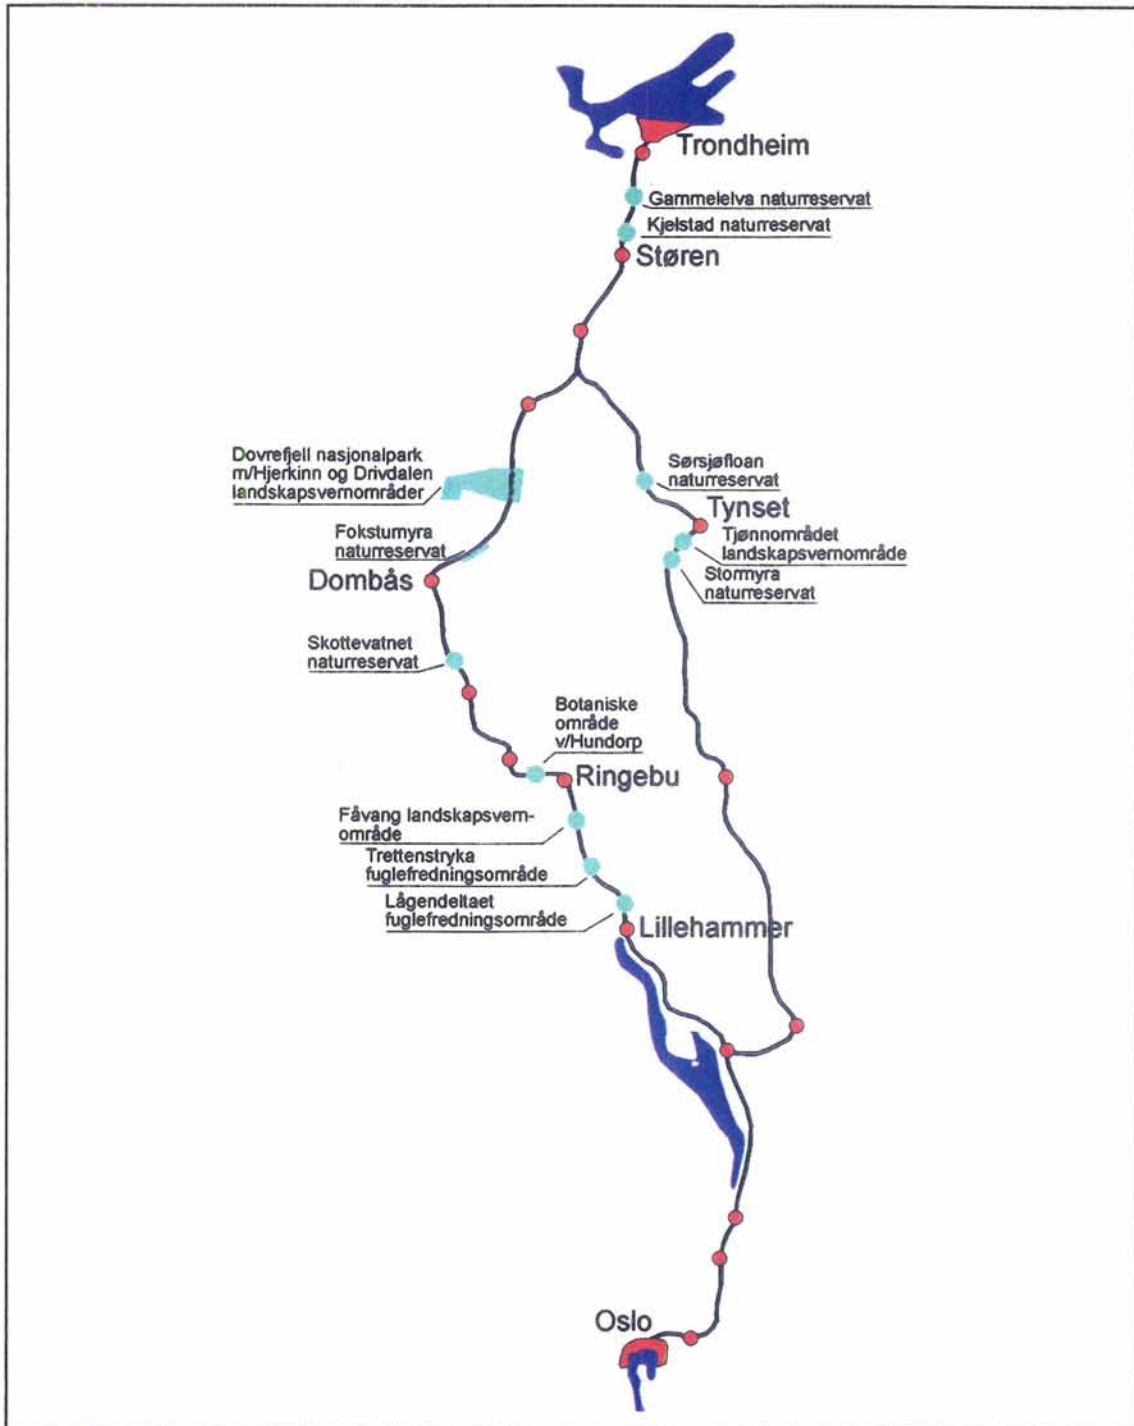 Trondheim
Gammelelva naturreservat
Kjelstad naturreservat
Støren
Dovrefjell nasjonalpark
m/Hjerkinn og Drivdalen
landskapsvernområder
Sørsjøfloan
naturreservat
Tynset
Tjønnområdet
landskapsvernområde
Stormyra
naturreservat
Fokstumyra
naturreservat
Dombås
Skottevatnet
naturreservat
Botaniske
område
v/Hundorp
Ringebu
Fåvang landskapsvern-
område
Trettenstryka
fuglefredningsområde
Lågendeltaet
fuglefredningsområde
Lillehammer
Oslo